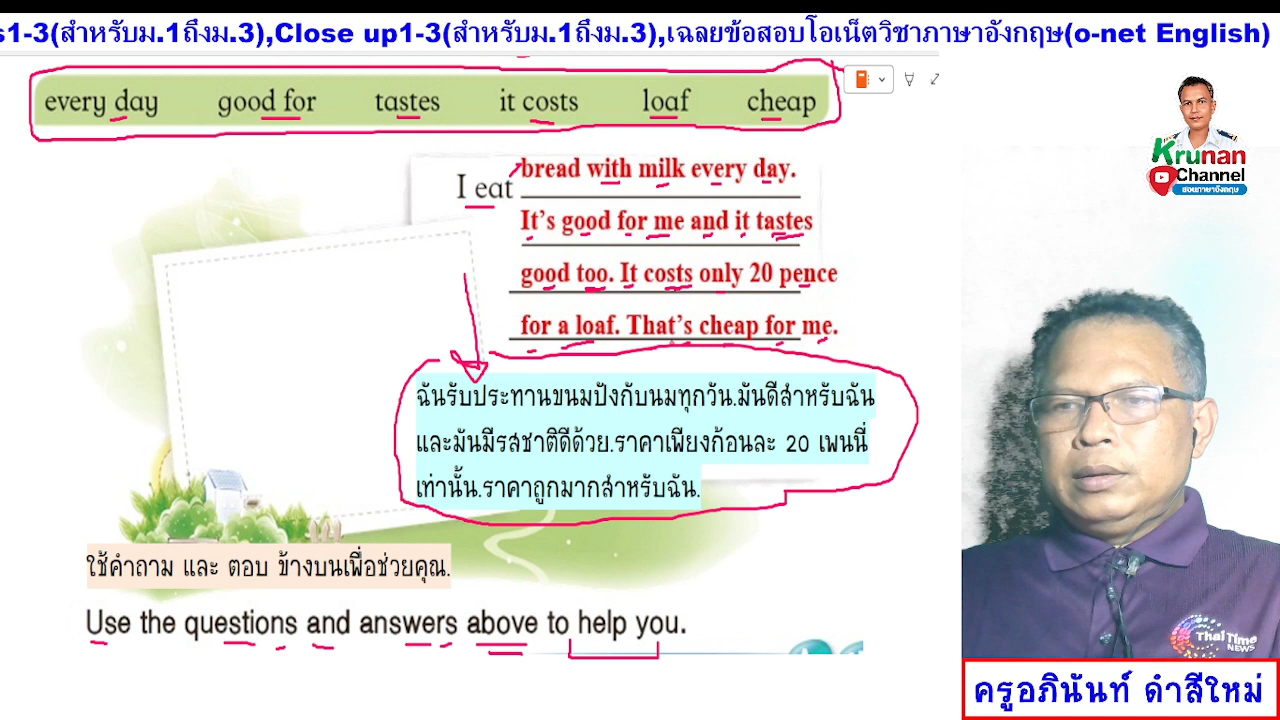 s1-3(สำหรับม.1ถึงม.3),Close up1-3(สำหรับม.1ถึงม.3),เฉลยข้อสอบโอเน็ตวิชาภาษาอังกฤษ(o-net English)
every day good for tastes it costs loaf cheap
I eat bread with milk every day.
It's good for me and it tastes
good too. It costs only 20 pence
for a loaf. That's cheap for me.
ฉันรับประทานขนมปังกับนมทุกวัน.มันดีสำหรับฉัน
และมันมีรสชาติดีด้วย.ราคาเพียงก้อนละ 20 เพนนี่
เท่านั้น.ราคาถูกมากสำหรับฉัน.
ใช้คำถาม และ ตอบ ข้างบนเพื่อช่วยคุณ.
Use the questions and answers above to help you.
Krunan
Channel
สอนภาษาอังกฤษ
Thai Time
NEWS
ครูอภินันท์ ดำสีใหม่